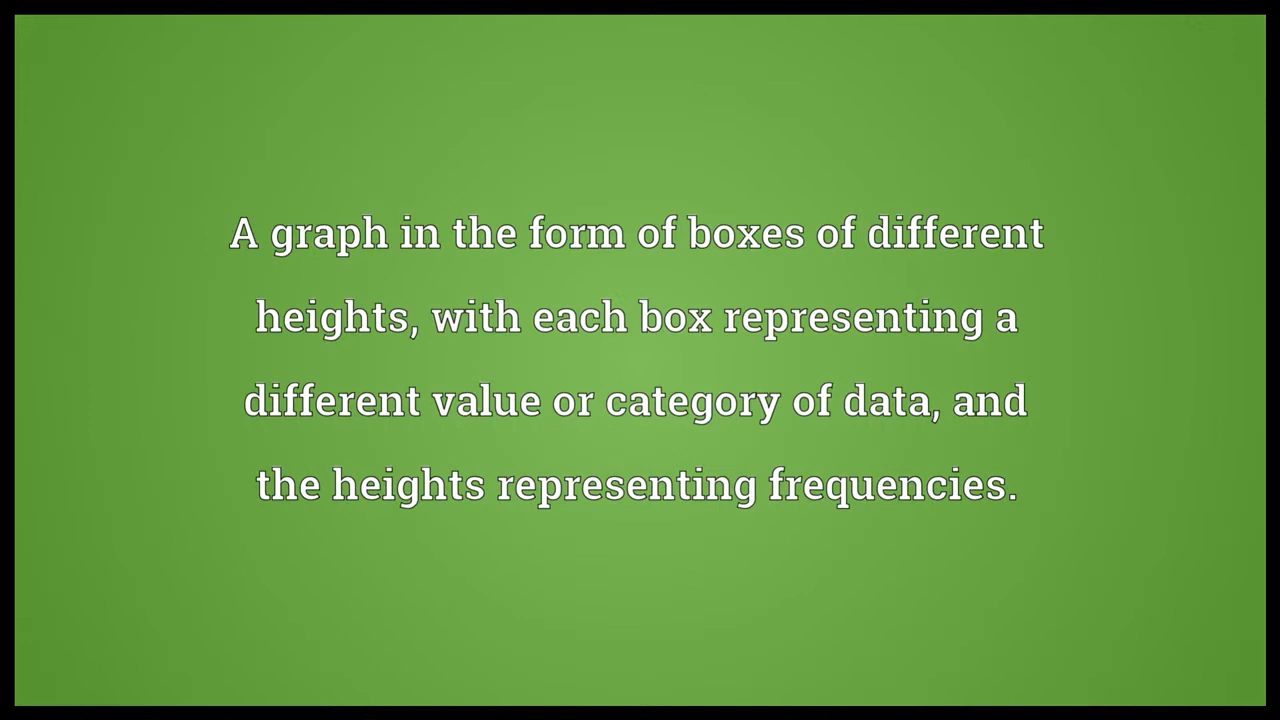 A graph in the form of boxes of different
heights, with each box representing a
different value or category of data, and
the heights representing frequencies.